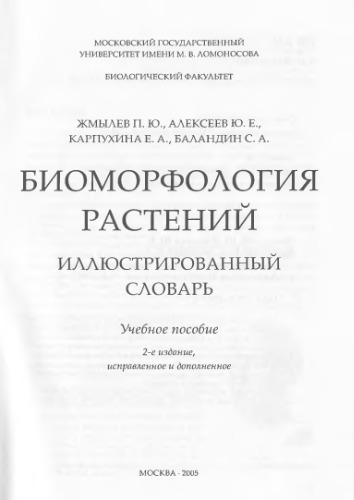 МОСКОВСКИЙ ГОСУДАРСТВЕННЫЙ
УНИВЕРСИТЕТ ИМЕНИ М. В. ЛОМОНОСОВА
БИОЛОГИЧЕСКИЙ ФАКУЛЬТЕТ
ЖМЫЛЕВ П. Ю., АЛЕКСЕЕВ Ю. Е.,
КАРПУХИНА Е. А., БАЛАНДИН С. А.
БИОМОРФОЛОГИЯ
РАСТЕНИЙ
ИЛЛЮСТРИРОВАННЫЙ
СЛОВАРЬ
Учебное пособие
2-е издание,
исправленное и дополненное
МОСКВА - 2005